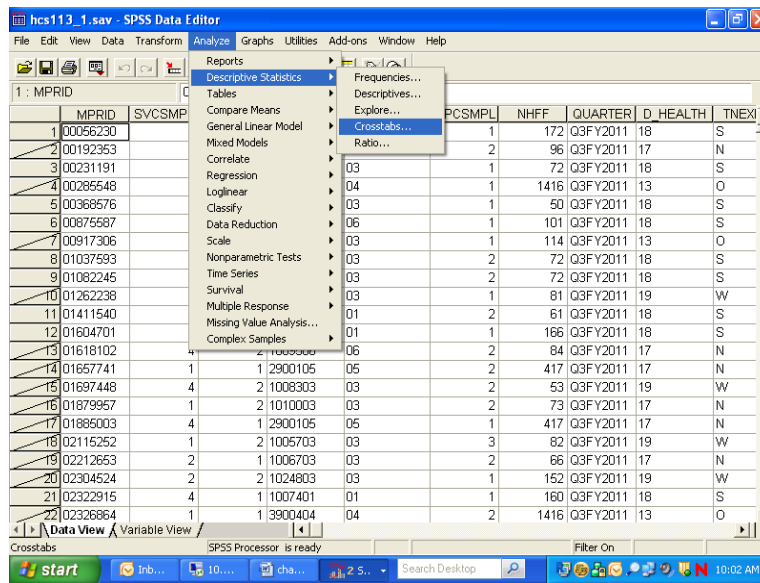 hcs113_1.sav - SPSS Data Editor
File Edit View Data Transform Analyze Graphs Utilities Add-ons Window Help
Reports
Descriptive Statistics
Tables
Compare Means
General Linear Model
Mixed Models
Correlate
Regression
Loglinear
Classify
Data Reduction
Scale
Nonparametric Tests
Time Series
Survival
Multiple Response
Missing Value Analysis...
Complex Samples
Frequencies...
Descriptives...
Explore...
Crosstabs...
Ratio...
1 : MPRID
MPRID SVCSMP PCSMPL NHFF QUARTER D_HEALTH TNEXI
1 00056230 1 172 Q3FY2011 18 S
2 00192353 2 96 Q3FY2011 17 N
3 00231191 03 1 72 Q3FY2011 18 S
4 00285548 04 1 1416 Q3FY2011 13 O
5 00368576 03 1 50 Q3FY2011 18 S
6 00875587 06 1 101 Q3FY2011 18 S
7 00917306 03 1 114 Q3FY2011 13 O
8 01037593 03 2 72 Q3FY2011 18 S
9 01082245 03 2 72 Q3FY2011 18 S
10 01262238 03 1 81 Q3FY2011 19 W
11 01411540 01 2 61 Q3FY2011 18 S
12 01604701 01 1 166 Q3FY2011 18 S
13 01618102 4 2 06 2 84 Q3FY2011 17 N
14 01657741 1 1 2900105 05 2 417 Q3FY2011 17 N
15 01697448 4 2 1008303 03 2 53 Q3FY2011 19 W
16 01879957 1 2 1010003 03 2 73 Q3FY2011 17 N
17 01885003 4 1 2900105 05 1 417 Q3FY2011 17 N
18 02115252 1 2 1005703 03 3 82 Q3FY2011 19 W
19 02212653 2 1 1006703 03 2 66 Q3FY2011 17 N
20 02304524 2 2 1024803 03 1 152 Q3FY2011 19 W
21 02322915 4 1 1007401 01 1 160 Q3FY2011 18 S
22 02326864 1 1 3900404 04 2 1416 Q3FY2011 13 O
Data View Variable View
Crosstabs SPSS Processor is ready Filter On
start Inb... 10.... cha... 2 S.. Search Desktop N 10:02 AM